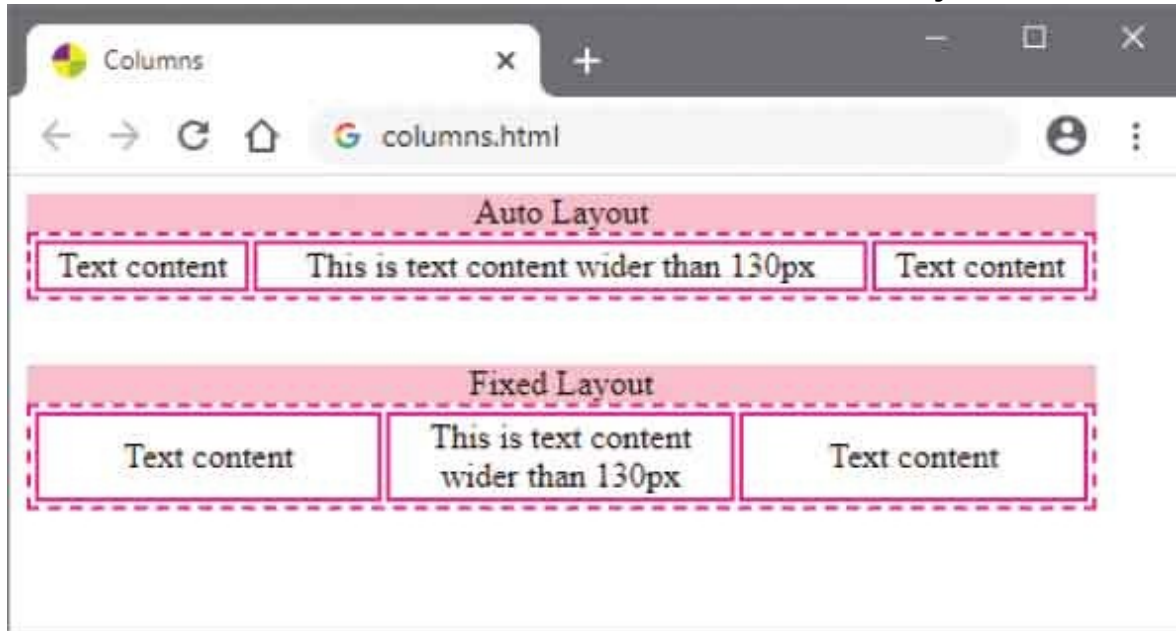 Columns
columns.html
Auto Layout
Text content This is text content wider than 130px Text content
Fixed Layout
Text content This is text content wider than 130px Text content